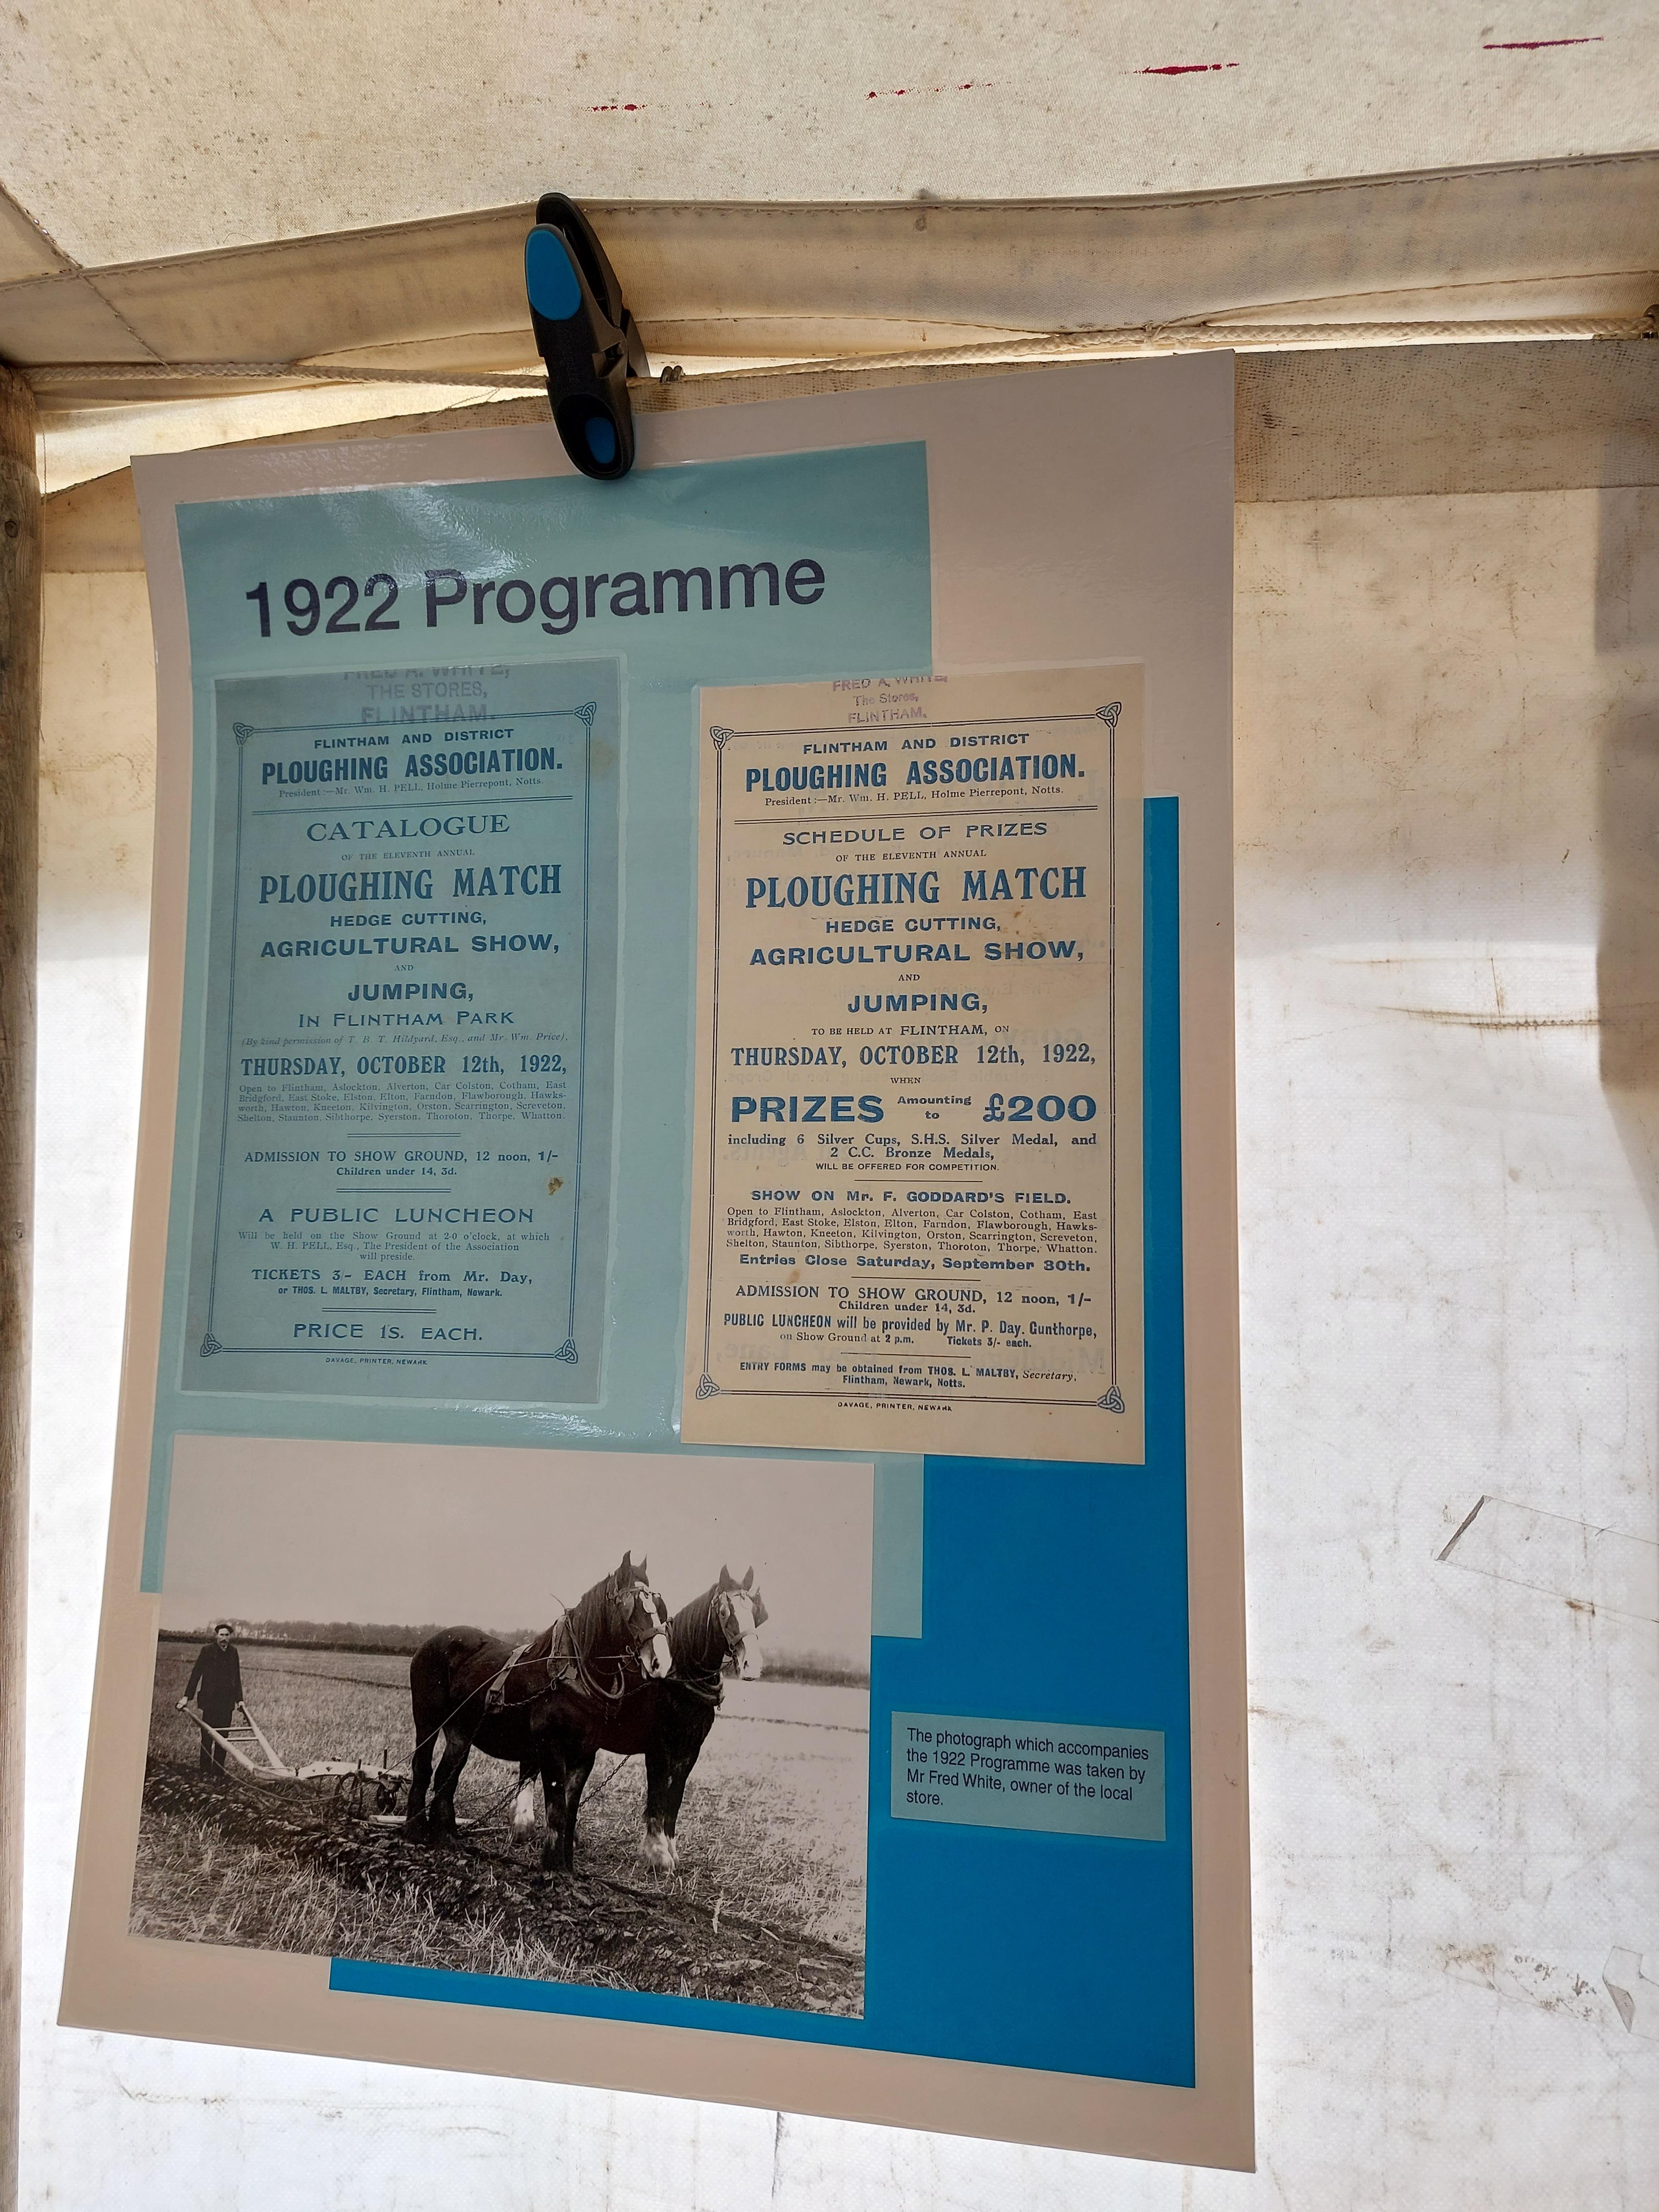 1922 Programme
FRED A. WHITE,
THE STORES,
FLINTHAM.
FLINTHAM AND DISTRICT
PLOUGHING ASSOCIATION.
President:—Mr. Wm. H. PELL, Holme Pierrepont, Notts.
CATALOGUE
OF THE ELEVENTH ANNUAL
PLOUGHING MATCH
HEDGE CUTTING,
AGRICULTURAL SHOW,
AND
JUMPING,
IN FLINTHAM PARK
(By kind permission of T. B. T. Hildyard, Esq., and Mr. Wm. Price).
THURSDAY, OCTOBER 12th, 1922,
Open to Flintham, Aslockton, Alverton, Car Colston, Cotham, East
Bridgford, East Stoke, Elston, Elton, Farndon, Flawborough, Hawks-
worth, Hawton, Kneeton, Kilvington, Orston, Scarrington, Screveton,
Shelton, Staunton, Sibthorpe, Syerston, Thoroton, Thorpe, Whatton.
ADMISSION TO SHOW GROUND, 12 noon, 1/-
Children under 14, 3d.
A PUBLIC LUNCHEON
Will be held on the Show Ground at 2-0 o'clock, at which
W. H. PELL, Esq., The President of the Association
will preside.
TICKETS 3/- EACH from Mr. Day,
or THOS. L. MALTBY, Secretary, Flintham, Newark.
PRICE 1S. EACH.
DAVAGE, PRINTER, NEWARK
FRED A. WHITE,
The Stores,
FLINTHAM.
FLINTHAM AND DISTRICT
PLOUGHING ASSOCIATION.
President:—Mr. Wm. H. PELL, Holme Pierrepont, Notts.
SCHEDULE OF PRIZES
OF THE ELEVENTH ANNUAL
PLOUGHING MATCH
HEDGE CUTTING,
AGRICULTURAL SHOW,
AND
JUMPING,
TO BE HELD AT FLINTHAM, ON
THURSDAY, OCTOBER 12th, 1922,
WHEN
PRIZES Amounting to £200
including 6 Silver Cups, S.H.S. Silver Medal, and
2 C.C. Bronze Medals,
WILL BE OFFERED FOR COMPETITION.
SHOW ON Mr. F. GODDARD'S FIELD.
Open to Flintham, Aslockton, Alverton, Car Colston, Cotham, East
Bridgford, East Stoke, Elston, Elton, Farndon, Flawborough, Hawks-
worth, Hawton, Kneeton, Kilvington, Orston, Scarrington, Screveton,
Shelton, Staunton, Sibthorpe, Syerston, Thoroton, Thorpe, Whatton.
Entries Close Saturday, September 30th.
ADMISSION TO SHOW GROUND, 12 noon, 1/-
Children under 14, 3d.
PUBLIC LUNCHEON will be provided by Mr. P. Day, Gunthorpe,
on Show Ground at 2 p.m. Tickets 3/- each.
ENTRY FORMS may be obtained from THOS. L. MALTBY, Secretary,
Flintham, Newark, Notts.
DAVAGE, PRINTER, NEWARK
The photograph which accompanies
the 1922 Programme was taken by
Mr Fred White, owner of the local
store.